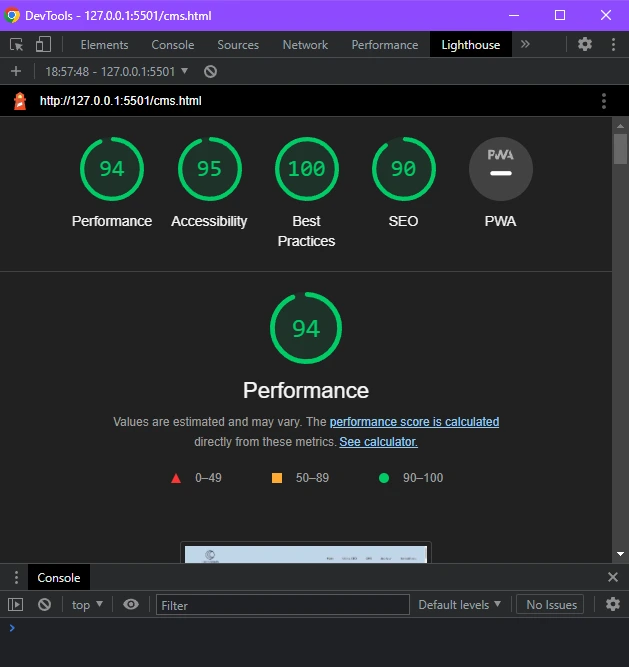 DevTools - 127.0.0.1:5501/cms.html
Elements Console Sources Network Performance Lighthouse »
18:57:48 - 127.0.0.1:5501
http://127.0.0.1:5501/cms.html
94 95 100 90 PWA
Performance Accessibility Best Practices SEO PWA
94
Performance
Values are estimated and may vary. The performance score is calculated
directly from these metrics. See calculator.
0–49 50–89 90–100
Console
top Filter Default levels No Issues